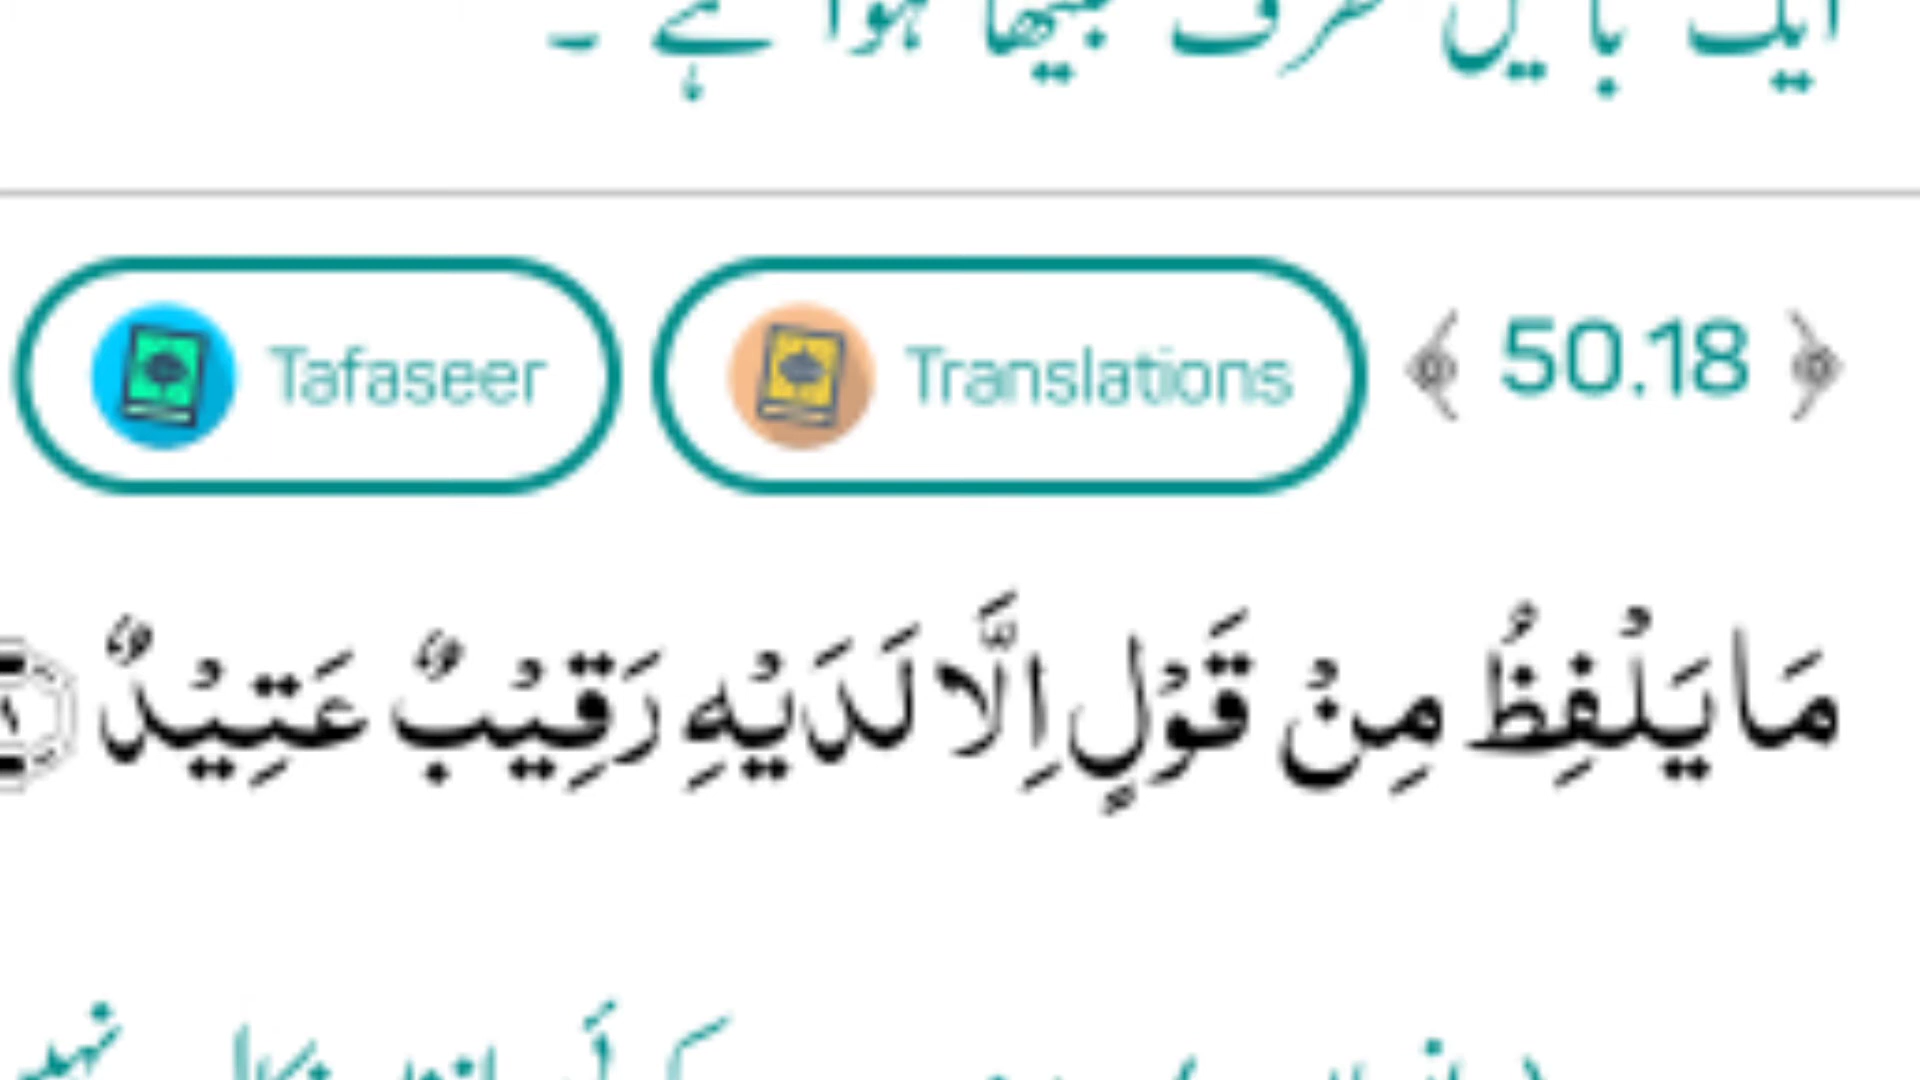 ایک بائیں طرف بیٹھا ہوا ہے ۔
Tafaseer Translations ﴾ 50.18 ﴿
مَا يَلۡفِظُ مِنۡ قَوۡلٍ اِلَّا لَدَيۡهِ رَقِيۡبٌ عَتِيۡدٌ‏